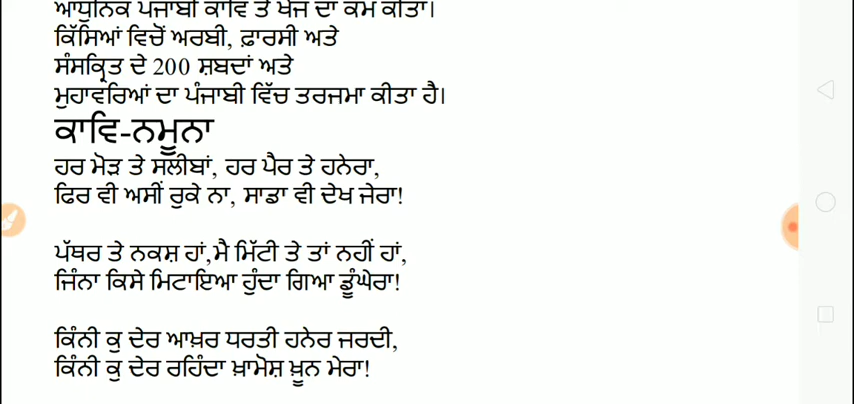 ਆਧੁਨਿਕ ਪੰਜਾਬੀ ਕਾਵਿ ਤੇ ਖੋਜ ਦਾ ਕੰਮ ਕੀਤਾ।
ਕਿੱਸਿਆਂ ਵਿਚੋਂ ਅਰਬੀ, ਫ਼ਾਰਸੀ ਅਤੇ
ਸੰਸਕ੍ਰਿਤ ਦੇ 200 ਸ਼ਬਦਾਂ ਅਤੇ
ਮੁਹਾਵਰਿਆਂ ਦਾ ਪੰਜਾਬੀ ਵਿੱਚ ਤਰਜਮਾ ਕੀਤਾ ਹੈ।
ਕਾਵਿ-ਨਮੂਨਾ
ਹਰ ਮੋੜ ਤੇ ਸਲੀਬਾਂ, ਹਰ ਪੈਰ ਤੇ ਹਨੇਰਾ,
ਫਿਰ ਵੀ ਅਸੀਂ ਰੁਕੇ ਨਾ, ਸਾਡਾ ਵੀ ਦੇਖ ਜੇਰਾ!
ਪੱਥਰ ਤੇ ਨਕਸ਼ ਹਾਂ,ਮੈ ਮਿੱਟੀ ਤੇ ਤਾਂ ਨਹੀਂ ਹਾਂ,
ਜਿੰਨਾ ਕਿਸੇ ਮਿਟਾਇਆ ਹੁੰਦਾ ਗਿਆ ਡੂੰਘੇਰਾ!
ਕਿੰਨੀ ਕੁ ਦੇਰ ਆਖ਼ਰ ਧਰਤੀ ਹਨੇਰ ਜਰਦੀ,
ਕਿੰਨੀ ਕੁ ਦੇਰ ਰਹਿੰਦਾ ਖ਼ਾਮੋਸ਼ ਖ਼ੂਨ ਮੇਰਾ!